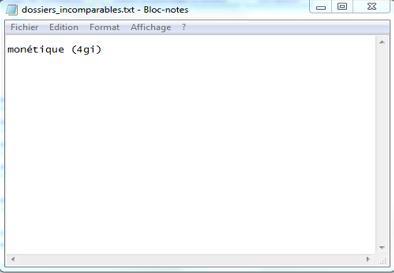 dossiers_incomparables.txt - Bloc-notes
Fichier Edition Format Affichage ?
monétique (4gi)